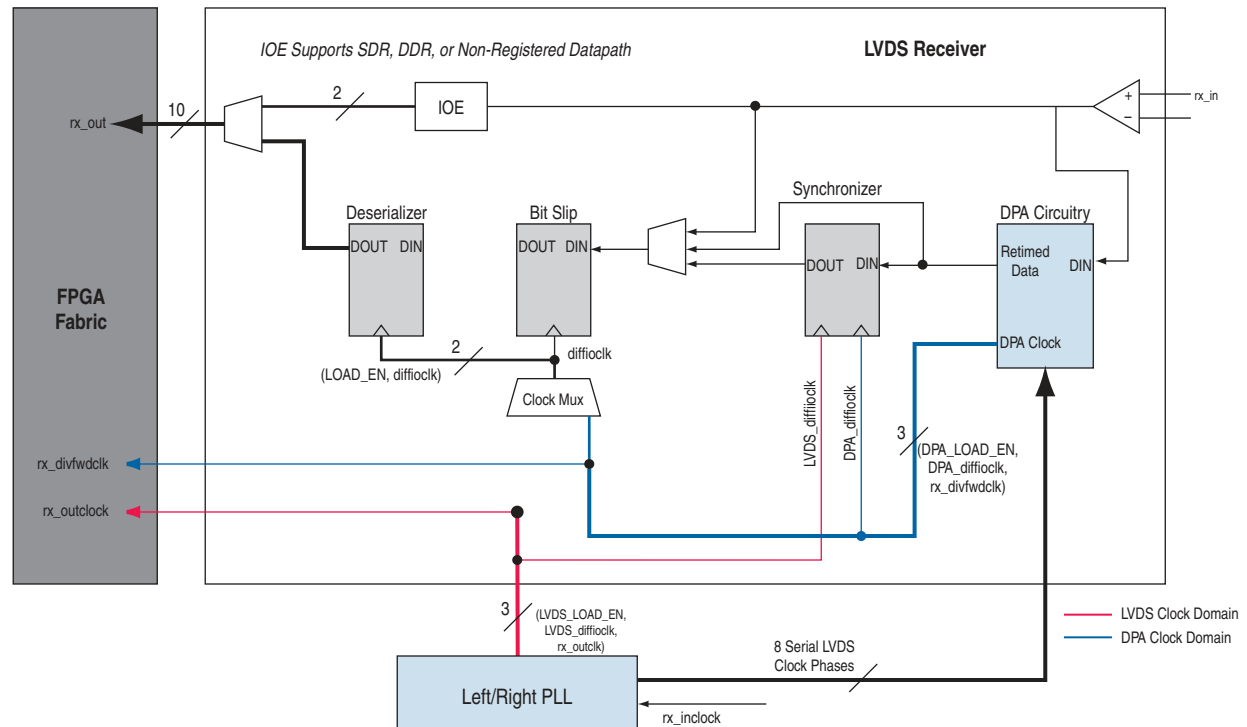 IOE Supports SDR, DDR, or Non-Registered Datapath
LVDS Receiver
2
IOE
+
−
rx_in
10
rx_out
Synchronizer
Deserializer
Bit Slip
DPA Circuitry
DOUT DIN
DOUT DIN
DOUT DIN
Retimed
Data
DIN
FPGA
Fabric
DPA Clock
2
diffioclk
(LOAD_EN, diffioclk)
Clock Mux
LVDS_diffiioclk
DPA_diffioclk
3
(DPA_LOAD_EN,
DPA_diffioclk,
rx_divfwdclk)
rx_divfwdclk
rx_outclock
3
(LVDS_LOAD_EN,
LVDS_diffioclk,
rx_outclk)
LVDS Clock Domain
DPA Clock Domain
8 Serial LVDS
Clock Phases
Left/Right PLL
rx_inclock